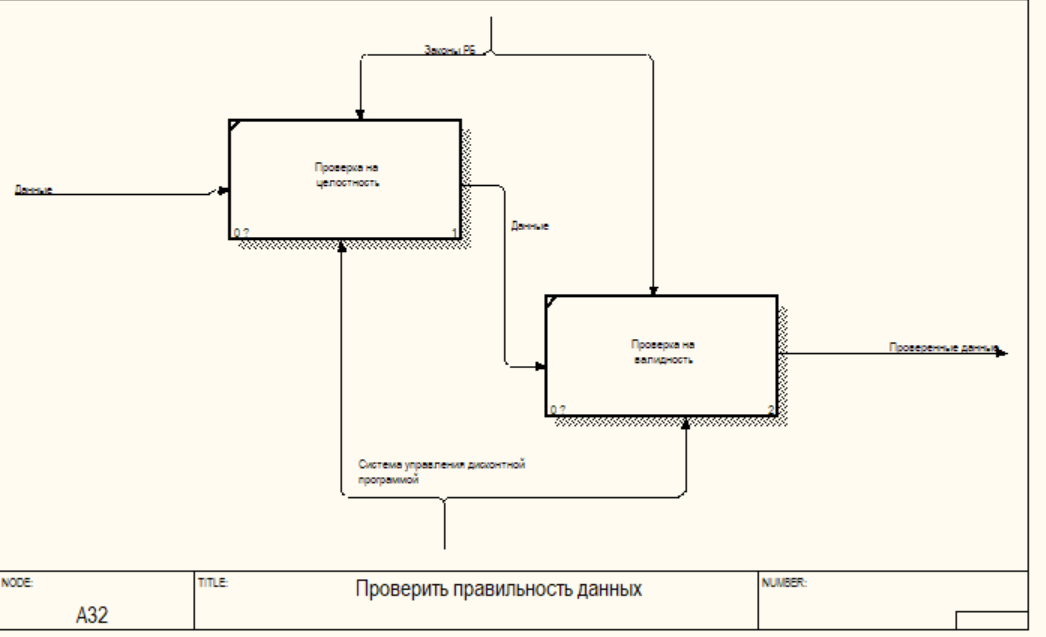 Законы РБ
Проверка на
целостность
Данные
0 ?
1
Данные
Проверка на
валидность
Проверенные данные
0 ?
2
Система управления дисконтной
программой
NODE:
TITLE:
Проверить правильность данных
NUMBER:
A32